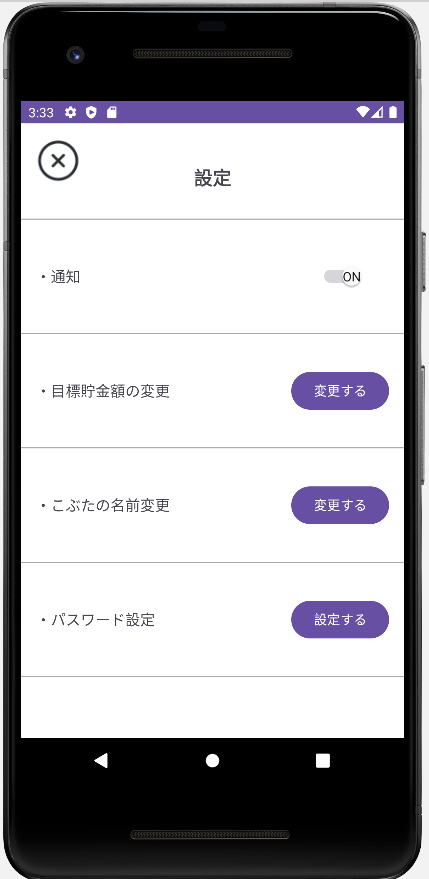 3:33
設定
・通知
ON
・目標貯金額の変更
変更する
・こぶたの名前変更
変更する
・パスワード設定
設定する